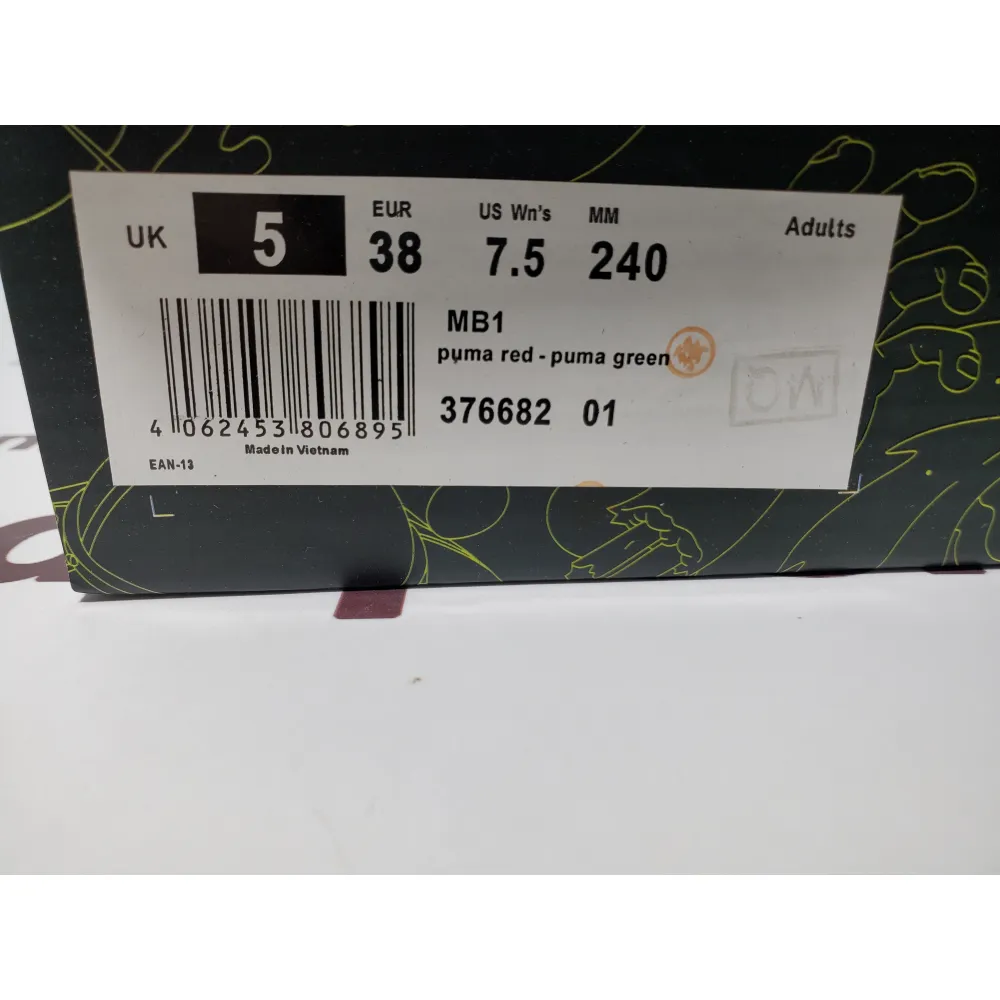 UK 5 EUR 38 US Wn's 7.5 MM 240 Adults
MB1
puma red - puma green
376682 01
4 062453 806895
Made in Vietnam
EAN-13
MQ